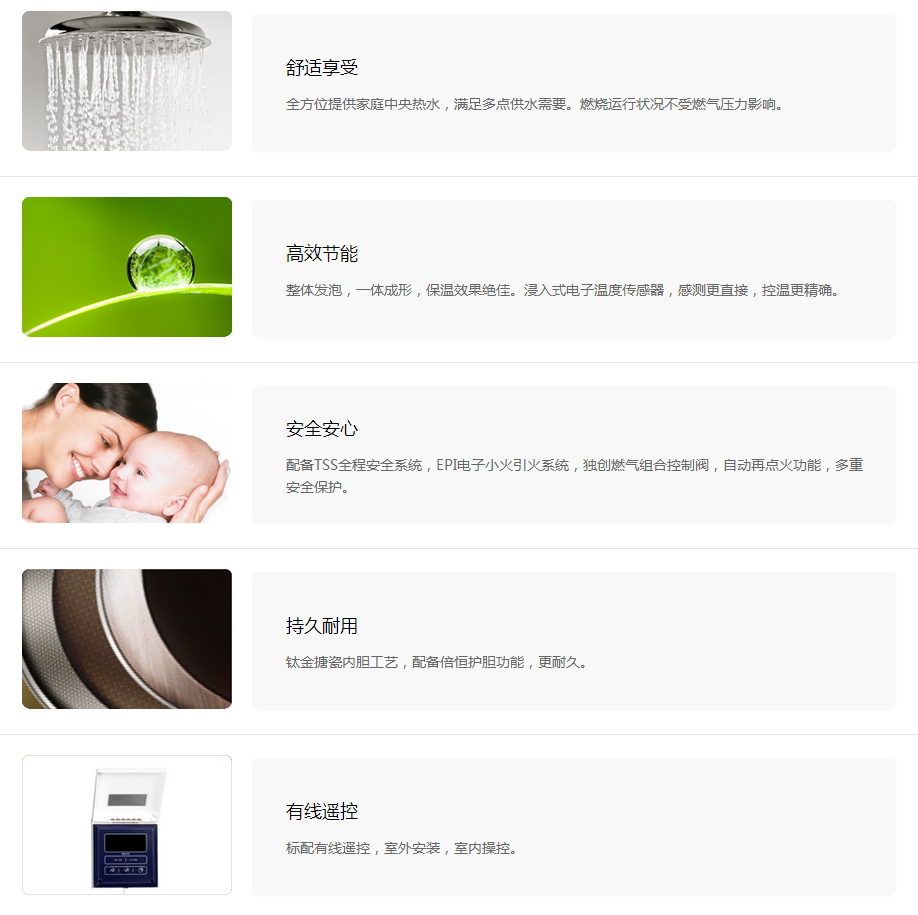 舒适享受
全方位提供家庭中央热水，满足多点供水需要。燃烧运行状况不受燃气压力影响。
高效节能
整体发泡，一体成形，保温效果绝佳。浸入式电子温度传感器，感测更直接，控温更精确。
安全安心
配备TSS全程安全系统，EPI电子小火引火系统，独创燃气组合控制阀，自动再点火功能，多重
安全保护。
持久耐用
钛金搪瓷内胆工艺，配备倍恒护胆功能，更耐久。
有线遥控
标配有线遥控，室外安装，室内操控。